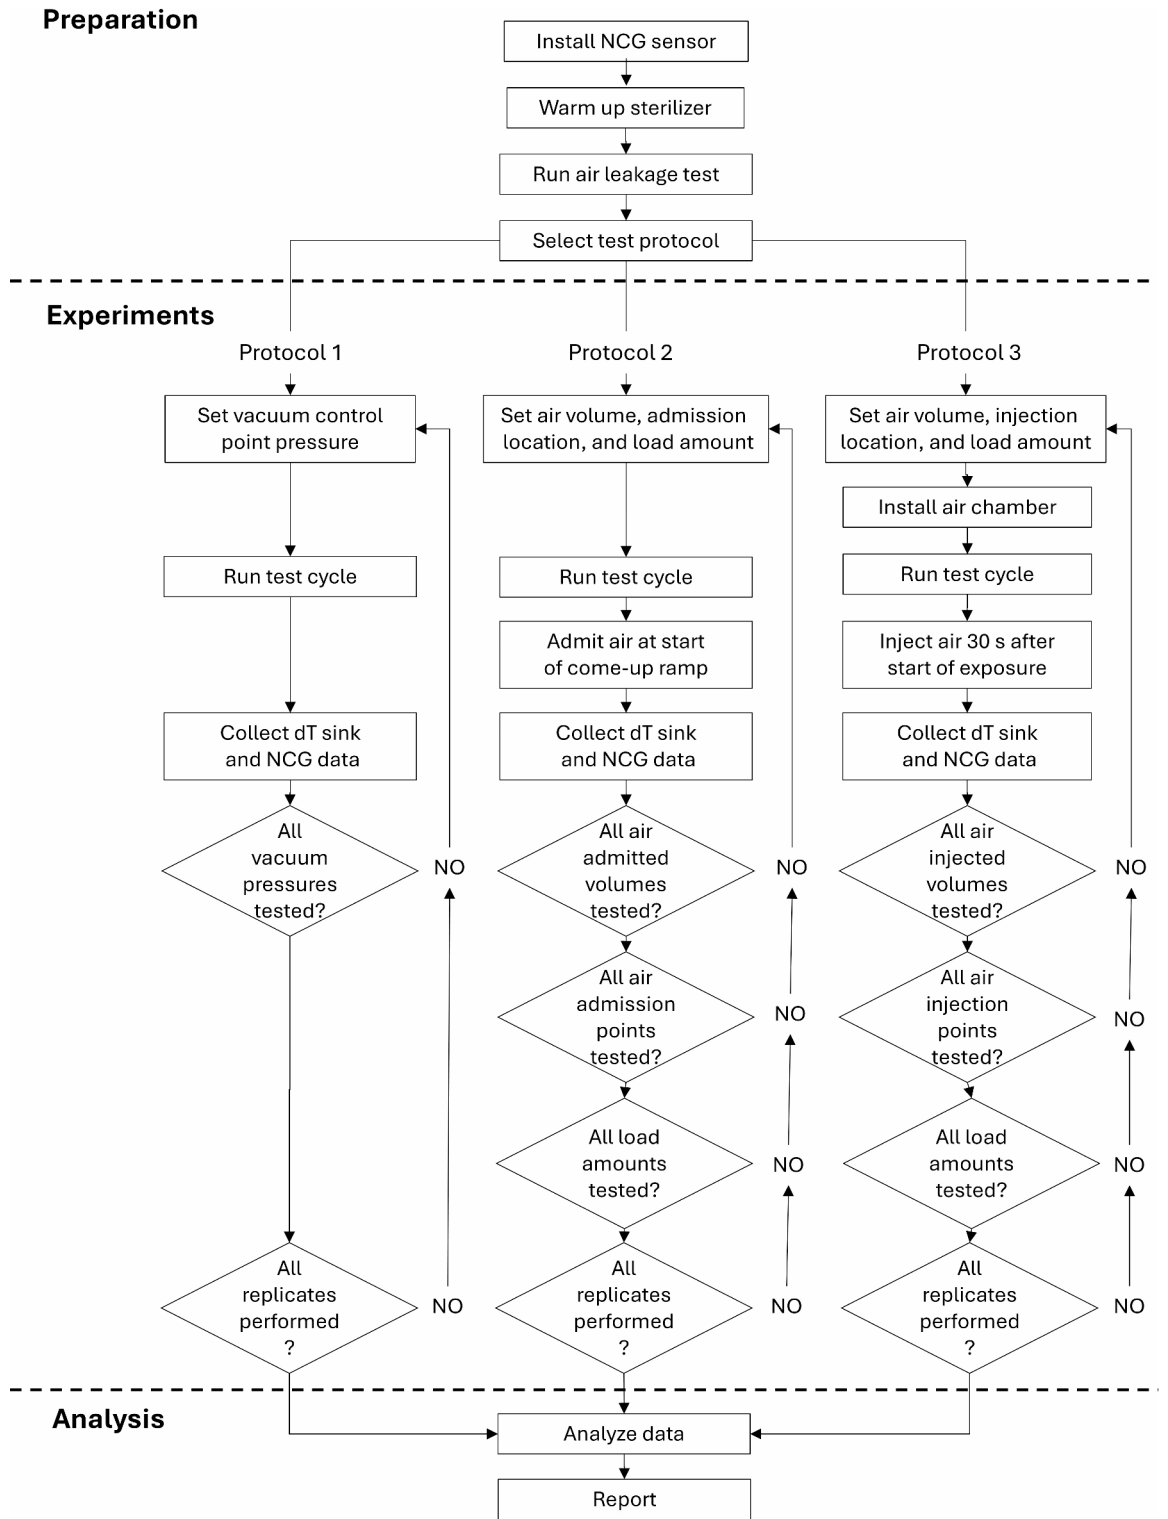 Preparation
Install NCG sensor
Warm up sterilizer
Run air leakage test
Select test protocol
Experiments
Protocol 1
Set vacuum control
point pressure
Run test cycle
Collect dT sink
and NCG data
All
vacuum
pressures
tested?
NO
All
replicates
performed
?
NO
Protocol 2
Set air volume, admission
location, and load amount
Run test cycle
Admit air at start
of come-up ramp
Collect dT sink
and NCG data
All air
admitted
volumes
tested?
NO
All air
admission
points
tested?
NO
All load
amounts
tested?
NO
All
replicates
performed
?
NO
Protocol 3
Set air volume, injection
location, and load amount
Install air chamber
Run test cycle
Inject air 30 s after
start of exposure
Collect dT sink
and NCG data
All air
injected
volumes
tested?
NO
All air
injection
points
tested?
NO
All load
amounts
tested?
NO
All
replicates
performed
?
NO
Analysis
Analyze data
Report